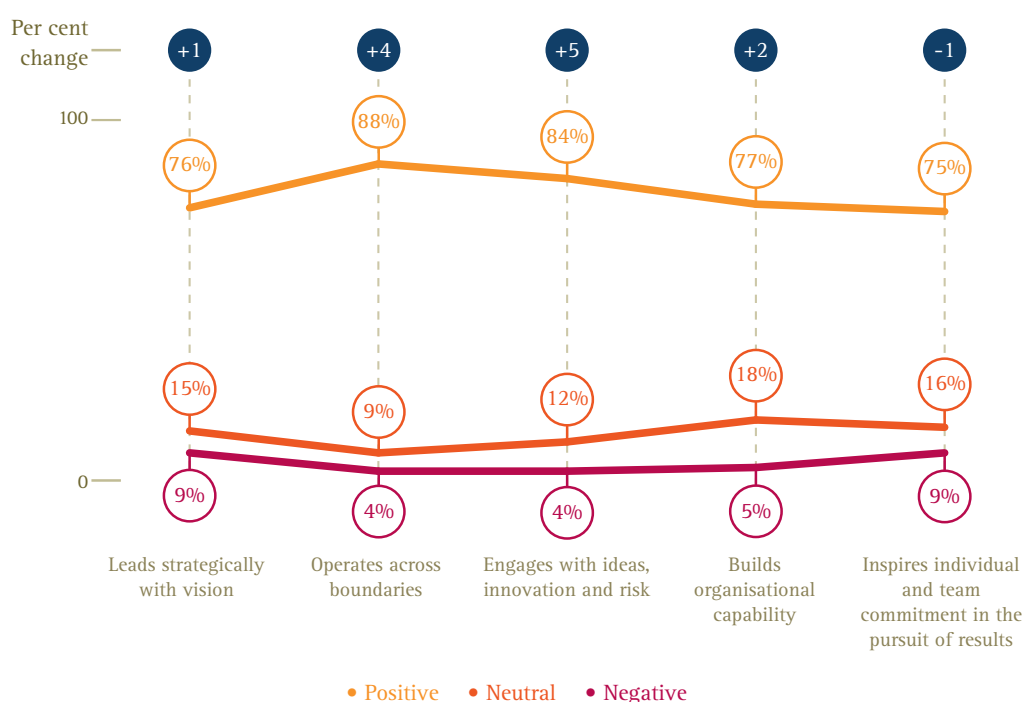 Per cent
change
+1
+4
+5
+2
-1
100
76%
88%
84%
77%
75%
15%
9%
12%
18%
16%
0
9%
4%
4%
5%
9%
Leads strategically
with vision
Operates across
boundaries
Engages with ideas,
innovation and risk
Builds
organisational
capability
Inspires individual
and team
commitment in the
pursuit of results
• Positive • Neutral • Negative